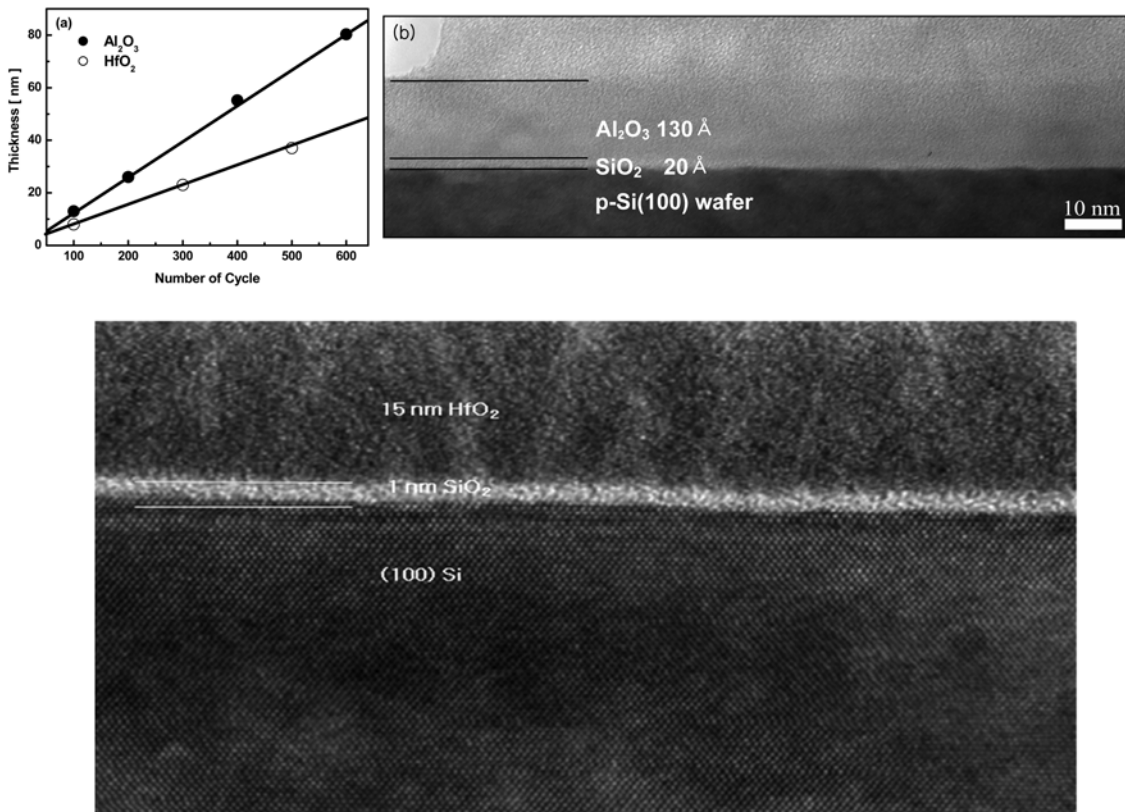 (a)
Al₂O₃
HfO₂
80
60
40
20
0
Thickness [ nm ]
100 200 300 400 500 600
Number of Cycle
(b)
Al₂O₃ 130 Å
SiO₂ 20 Å
p-Si(100) wafer
10 nm
15 nm HfO₂
1 nm SiO₂
(100) Si